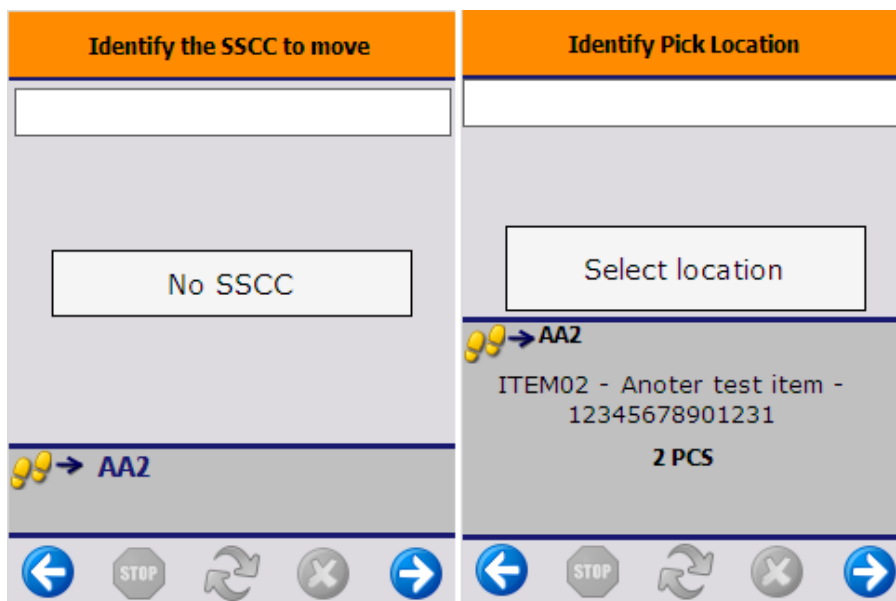 Identify the SSCC to move
No SSCC
AA2
STOP
Identify Pick Location
Select location
AA2
ITEM02 - Anoter test item -
12345678901231
2 PCS
STOP